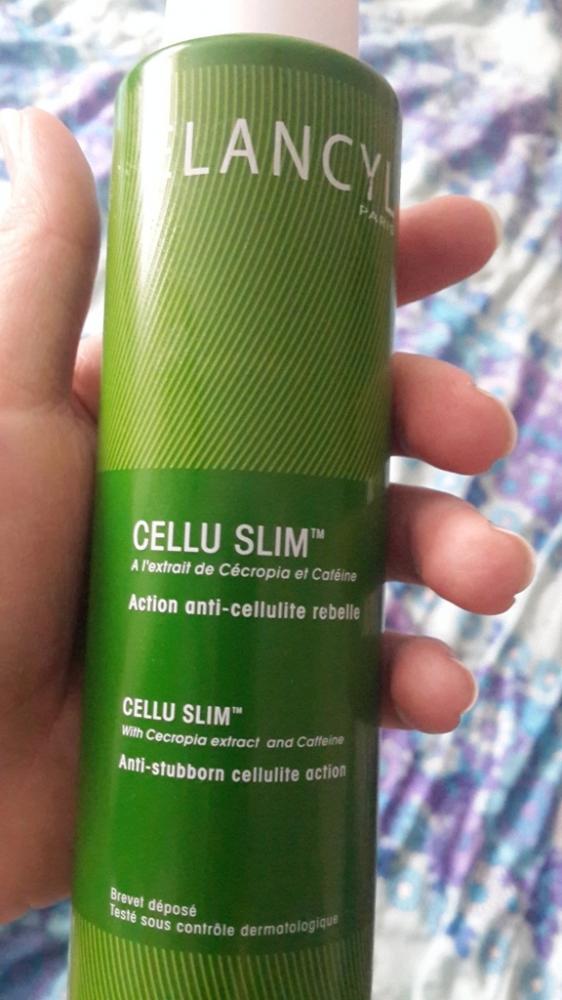 ELANCYL
PARIS
CELLU SLIM™
A l'extrait de Cécropia et Caféine
Action anti-cellulite rebelle
CELLU SLIM™
With Cecropia extract and Caffeine
Anti-stubborn cellulite action
Brevet déposé
Testé sous contrôle dermatologique